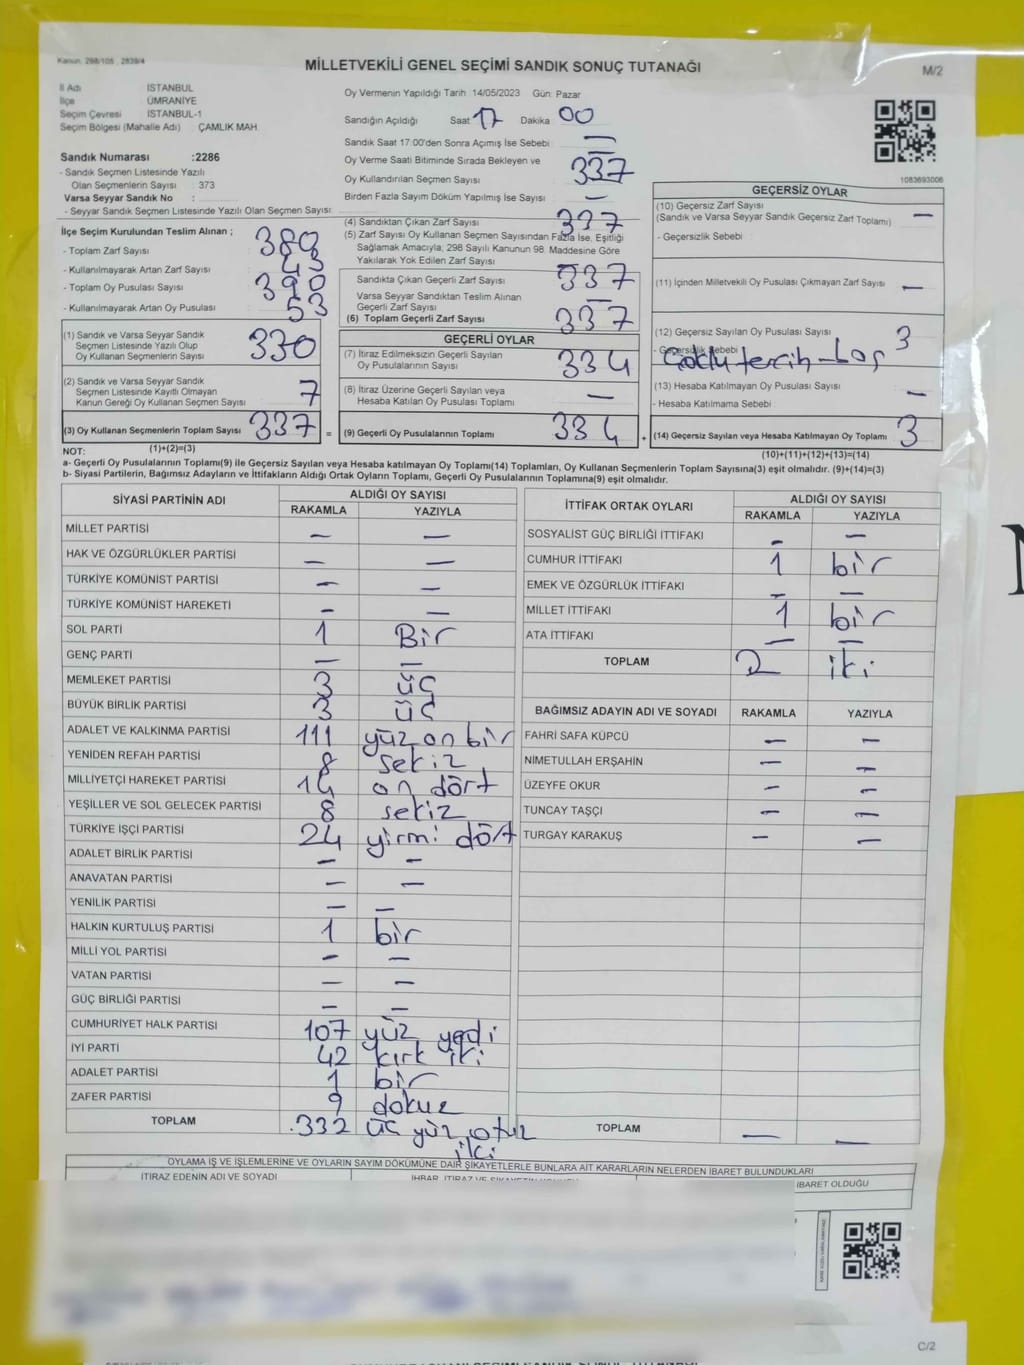 Kanun. 298/105 , 2839/4
MİLLETVEKİLİ GENEL SEÇİMİ SANDIK SONUÇ TUTANAĞI
M/2
İl Adı İSTANBUL
İlçe ÜMRANİYE
Seçim Çevresi İSTANBUL-1
Seçim Bölgesi (Mahalle Adı) : ÇAMLIK MAH.
Sandık Numarası :2286
- Sandık Seçmen Listesinde Yazılı
Olan Seçmenlerin Sayısı : 373
Varsa Seyyar Sandık No :
- Seyyar Sandık Seçmen Listesinde Yazılı Olan Seçmen Sayısı:
Oy Vermenin Yapıldığı Tarih: 14/05/2023 Gün: Pazar
Sandığın Açıldığı Saat 17 Dakika 00
Sandık Saat 17:00'den Sonra Açımış İse Sebebi : —
Oy Verme Saati Bitiminde Sırada Bekleyen ve
Oy Kullandırılan Seçmen Sayısı 337
Birden Fazla Sayım Döküm Yapılmış İse Sayısı —
1083693006
İlçe Seçim Kurulundan Teslim Alınan ;
- Toplam Zarf Sayısı 380
- Kullanılmayarak Artan Zarf Sayısı 43
- Toplam Oy Pusulası Sayısı 390
- Kullanılmayarak Artan Oy Pusulası 53
(1) Sandık ve Varsa Seyyar Sandık
Seçmen Listesinde Yazılı Olup
Oy Kullanan Seçmenlerin Sayısı 330
(2) Sandık ve Varsa Seyyar Sandık
Seçmen Listesinde Kayıtlı Olmayan
Kanun Gereği Oy Kullanan Seçmen Sayısı 7
(3) Oy Kullanan Seçmenlerin Toplam Sayısı 337 =
(4) Sandıktan Çıkan Zarf Sayısı 337
(5) Zarf Sayısı Oy Kullanan Seçmen Sayısından Fazla İse, Eşitliği
Sağlamak Amacıyla; 298 Sayılı Kanunun 98. Maddesine Göre
Yakılarak Yok Edilen Zarf Sayısı —
Sandıkta Çıkan Geçerli Zarf Sayısı 337
Varsa Seyyar Sandıktan Teslim Alınan
Geçerli Zarf Sayısı —
(6) Toplam Geçerli Zarf Sayısı 337
GEÇERLİ OYLAR
(7) İtiraz Edilmeksizin Geçerli Sayılan
Oy Pusulalarının Sayısı 334
(8) İtiraz Üzerine Geçerli Sayılan veya
Hesaba Katılan Oy Pusulası Toplamı —
(9) Geçerli Oy Pusulalarının Toplamı 334 +
GEÇERSİZ OYLAR
(10) Geçersiz Zarf Sayısı
(Sandık ve Varsa Seyyar Sandık Geçersiz Zarf Toplamı) —
- Geçersizlik Sebebi
(11) İçinden Milletvekili Oy Pusulası Çıkmayan Zarf Sayısı —
(12) Geçersiz Sayılan Oy Pusulası Sayısı 3
- Geçersizlik Sebebi Çoklu tercih - boş
(13) Hesaba Katılmayan Oy Pusulası Sayısı —
- Hesaba Katılmama Sebebi
(14) Geçersiz Sayılan veya Hesaba Katılmayan Oy Toplamı 3
NOT: (1)+(2)=(3)
(10)+(11)+(12)+(13)=(14)
a- Geçerli Oy Pusulalarının Toplamı(9) ile Geçersiz Sayılan veya Hesaba katılmayan Oy Toplamı(14) Toplamları, Oy Kullanan Seçmenlerin Toplam Sayısına(3) eşit olmalıdır. (9)+(14)=(3)
b- Siyasi Partilerin, Bağımsız Adayların ve İttifakların Aldığı Ortak Oyların Toplamı, Geçerli Oy Pusulalarının Toplamına(9) eşit olmalıdır.
SİYASİ PARTİNİN ADI ALDIĞI OY SAYISI
RAKAMLA YAZIYLA
MİLLET PARTİSİ — —
HAK VE ÖZGÜRLÜKLER PARTİSİ — —
TÜRKİYE KOMÜNİST PARTİSİ — —
TÜRKİYE KOMÜNİST HAREKETİ — —
SOL PARTİ 1 Bir
GENÇ PARTİ — —
MEMLEKET PARTİSİ 3 üç
BÜYÜK BİRLİK PARTİSİ 3 üç
ADALET VE KALKINMA PARTİSİ 111 yüz on bir
YENİDEN REFAH PARTİSİ 8 sekiz
MİLLİYETÇİ HAREKET PARTİSİ 14 on dört
YEŞİLLER VE SOL GELECEK PARTİSİ 8 sekiz
TÜRKİYE İŞÇİ PARTİSİ 24 yirmi dört
ADALET BİRLİK PARTİSİ — —
ANAVATAN PARTİSİ — —
YENİLİK PARTİSİ — —
HALKIN KURTULUŞ PARTİSİ 1 bir
MİLLİ YOL PARTİSİ — —
VATAN PARTİSİ — —
GÜÇ BİRLİĞİ PARTİSİ — —
CUMHURİYET HALK PARTİSİ 107 yüz yedi
İYİ PARTİ 42 kırk iki
ADALET PARTİSİ 1 bir
ZAFER PARTİSİ 9 dokuz
TOPLAM 332 üç yüz otuz
iki
İTTİFAK ORTAK OYLARI ALDIĞI OY SAYISI
RAKAMLA YAZIYLA
SOSYALİST GÜÇ BİRLİĞİ İTTİFAKI — —
CUMHUR İTTİFAKI 1 bir
EMEK VE ÖZGÜRLÜK İTTİFAKI — —
MİLLET İTTİFAKI 1 bir
ATA İTTİFAKI — —
TOPLAM 2 iki
BAĞIMSIZ ADAYIN ADI VE SOYADI RAKAMLA YAZIYLA
FAHRİ SAFA KÜPCÜ — —
NİMETULLAH ERŞAHİN — —
ÜZEYFE OKUR — —
TUNCAY TAŞÇI — —
TURGAY KARAKUŞ — —
TOPLAM — —
OYLAMA İŞ VE İŞLEMLERİNE VE OYLARIN SAYIM DÖKÜMÜNE DAİR ŞİKAYETLERLE BUNLARA AİT KARARLARIN NELERDEN İBARET BULUNDUKLARI
İTİRAZ EDENİN ADI VE SOYADI
İBARET OLDUĞU
C/2